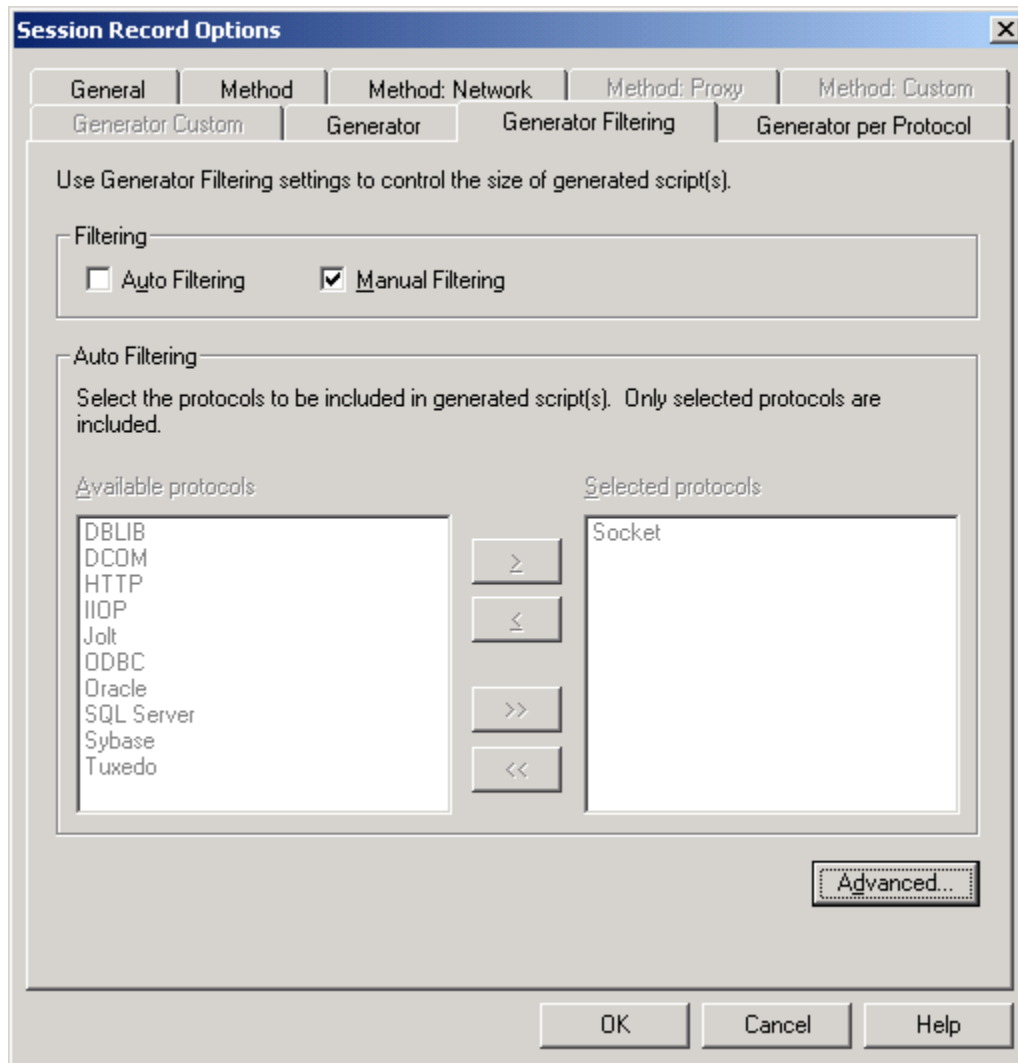 Session Record Options
General Method Method: Network Method: Proxy Method: Custom
Generator Custom Generator Generator Filtering Generator per Protocol
Use Generator Filtering settings to control the size of generated script(s).
Filtering
Auto Filtering Manual Filtering
Auto Filtering
Select the protocols to be included in generated script(s). Only selected protocols are
included.
Available protocols Selected protocols
DBLIB Socket
DCOM
HTTP
IIOP
Jolt
ODBC
Oracle
SQL Server
Sybase
Tuxedo
>
<
>>
<<
Advanced...
OK Cancel Help